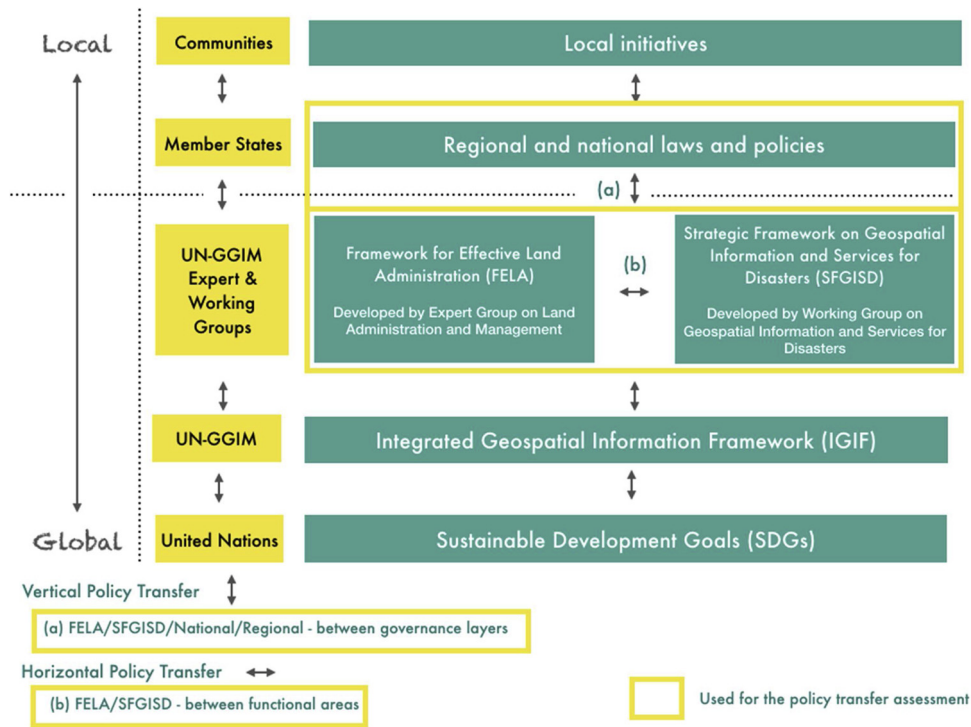 Local
Communities
Local initiatives
Member States
Regional and national laws and policies
(a)
UN-GGIM
Expert &
Working
Groups
Framework for Effective Land
Administration (FELA)
Developed by Expert Group on Land
Administration and Management
(b)
Strategic Framework on Geospatial
Information and Services for
Disasters (SFGISD)
Developed by Working Group on
Geospatial Information and Services for
Disasters
UN-GGIM
Integrated Geospatial Information Framework (IGIF)
Global
United Nations
Sustainable Development Goals (SDGs)
Vertical Policy Transfer
(a) FELA/SFGISD/National/Regional - between governance layers
Horizontal Policy Transfer
(b) FELA/SFGISD - between functional areas
Used for the policy transfer assessment